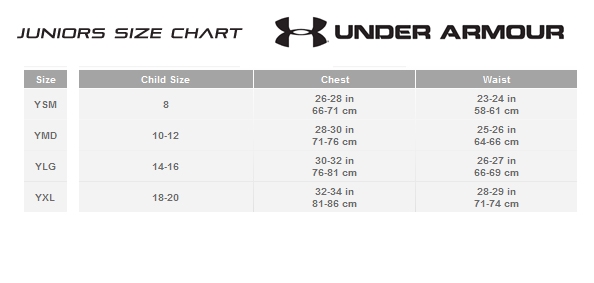 JUNIORS SIZE CHART UNDER ARMOUR
Size Child Size Chest Waist
YSM 8 26-28 in 23-24 in
66-71 cm 58-61 cm
YMD 10-12 28-30 in 25-26 in
71-76 cm 64-66 cm
YLG 14-16 30-32 in 26-27 in
76-81 cm 66-69 cm
YXL 18-20 32-34 in 28-29 in
81-86 cm 71-74 cm